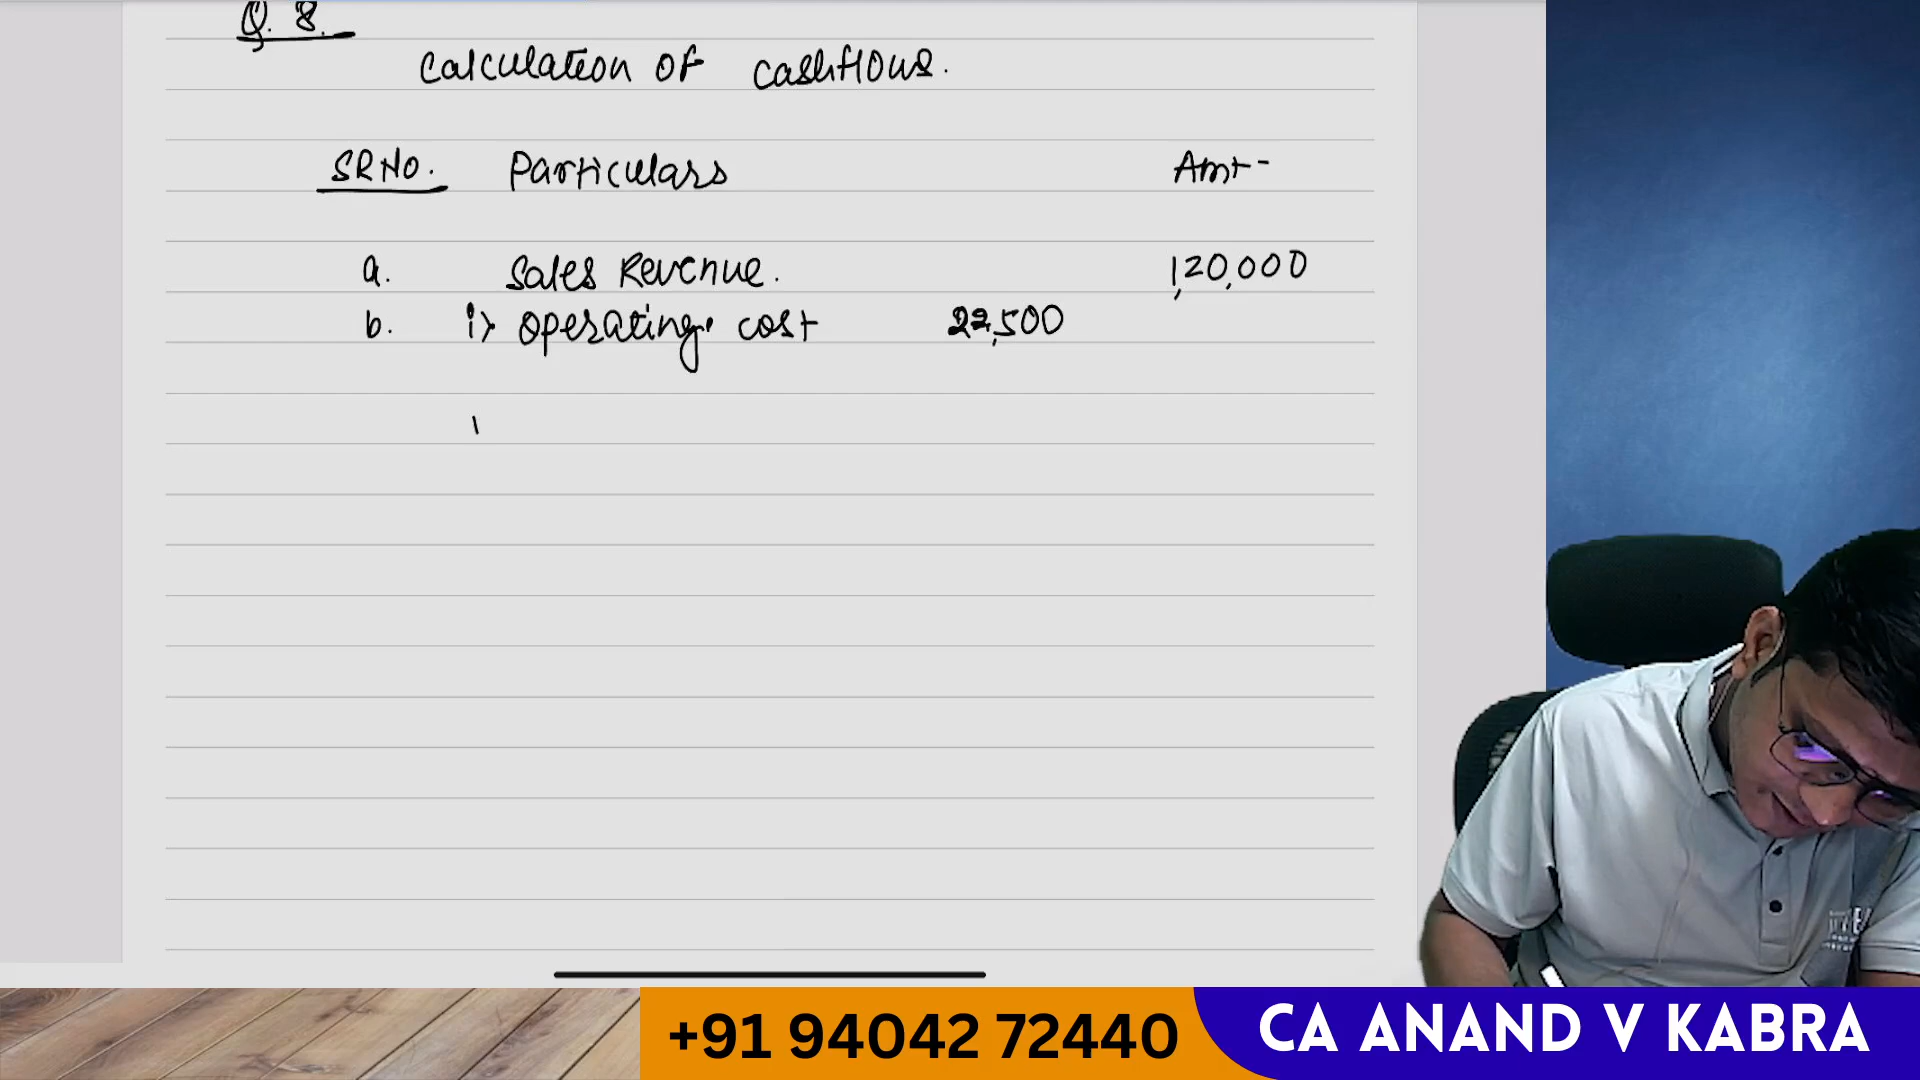 Q. 8.
Calculation of cashflows.
SR No. Particulars Amt-
a. Sales Revenue. 1,20,000
b. i> operating cost 22,500
+91 94042 72440
CA ANAND V KABRA